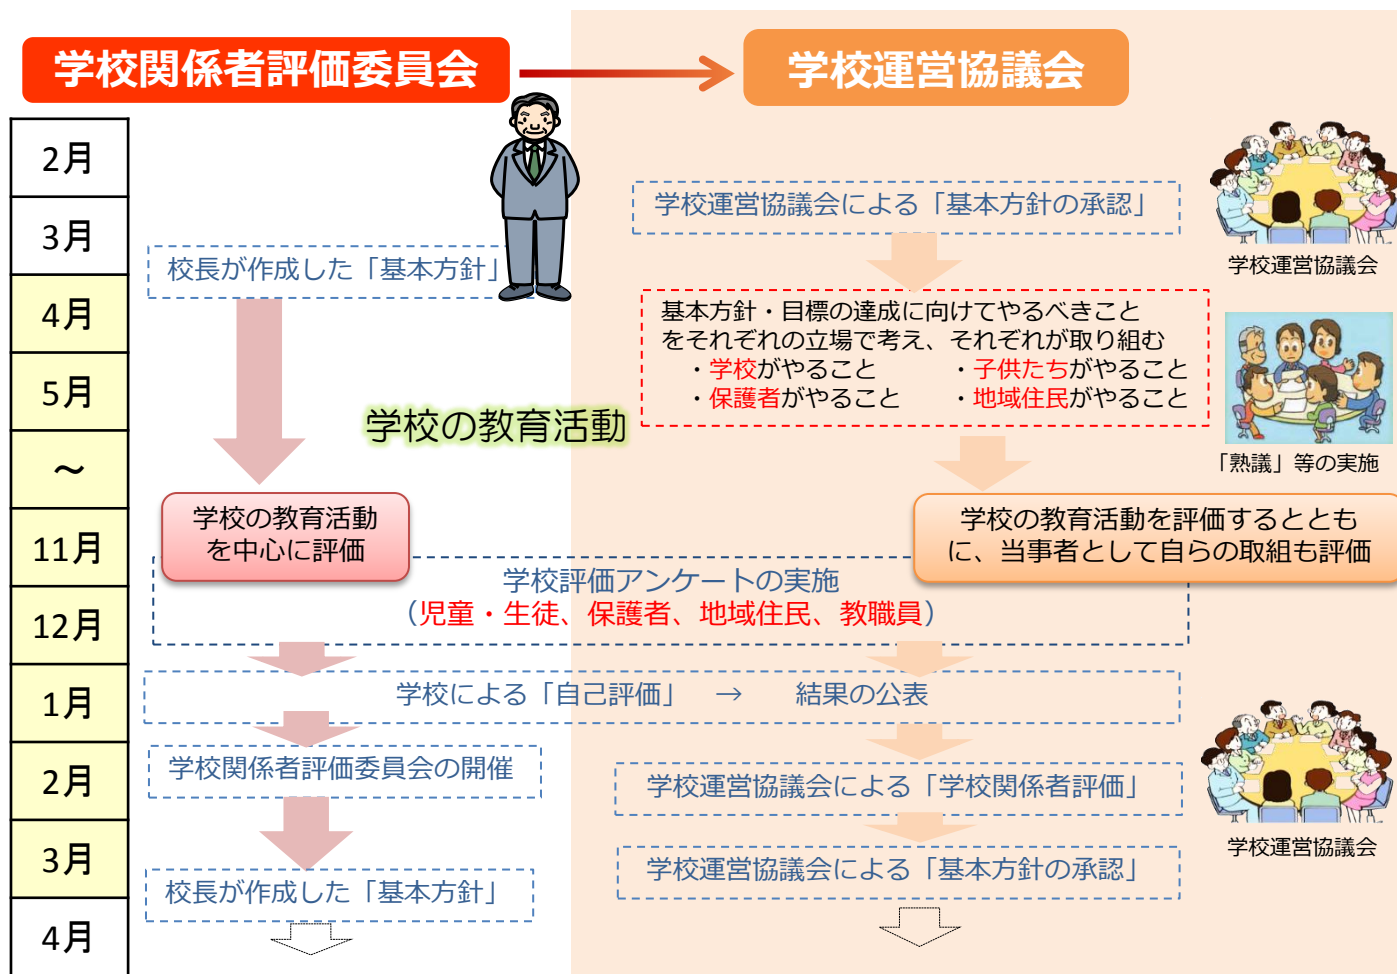 学校関係者評価委員会
学校運営協議会
2月
3月
4月
5月
～
11月
12月
1月
2月
3月
4月
校長が作成した「基本方針」
学校の教育活動
学校の教育活動
を中心に評価
学校運営協議会による「基本方針の承認」
学校運営協議会
基本方針・目標の達成に向けてやるべきこと
をそれぞれの立場で考え、それぞれが取り組む
・学校がやること ・子供たちがやること
・保護者がやること ・地域住民がやること
「熟議」等の実施
学校の教育活動を評価するととも
に、当事者として自らの取組も評価
学校評価アンケートの実施
（児童・生徒、保護者、地域住民、教職員）
学校による「自己評価」 → 結果の公表
学校関係者評価委員会の開催
学校運営協議会による「学校関係者評価」
学校運営協議会
校長が作成した「基本方針」
学校運営協議会による「基本方針の承認」